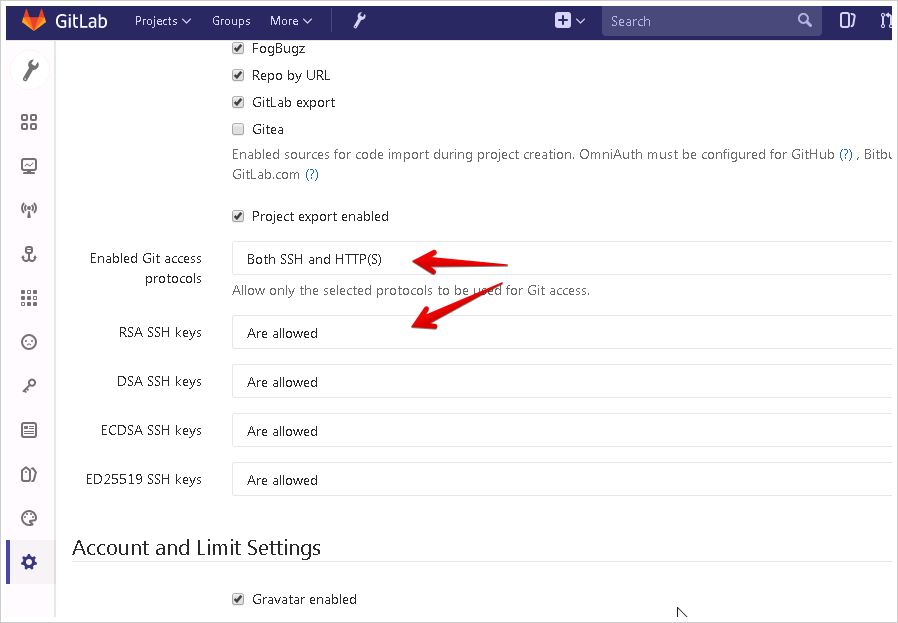 GitLab Projects Groups More Search
FogBugz
Repo by URL
GitLab export
Gitea
Enabled sources for code import during project creation. OmniAuth must be configured for GitHub (?) , Bitbu
GitLab.com (?)
Project export enabled
Enabled Git access
protocols
Both SSH and HTTP(S)
Allow only the selected protocols to be used for Git access.
RSA SSH keys Are allowed
DSA SSH keys Are allowed
ECDSA SSH keys Are allowed
ED25519 SSH keys Are allowed
Account and Limit Settings
Gravatar enabled